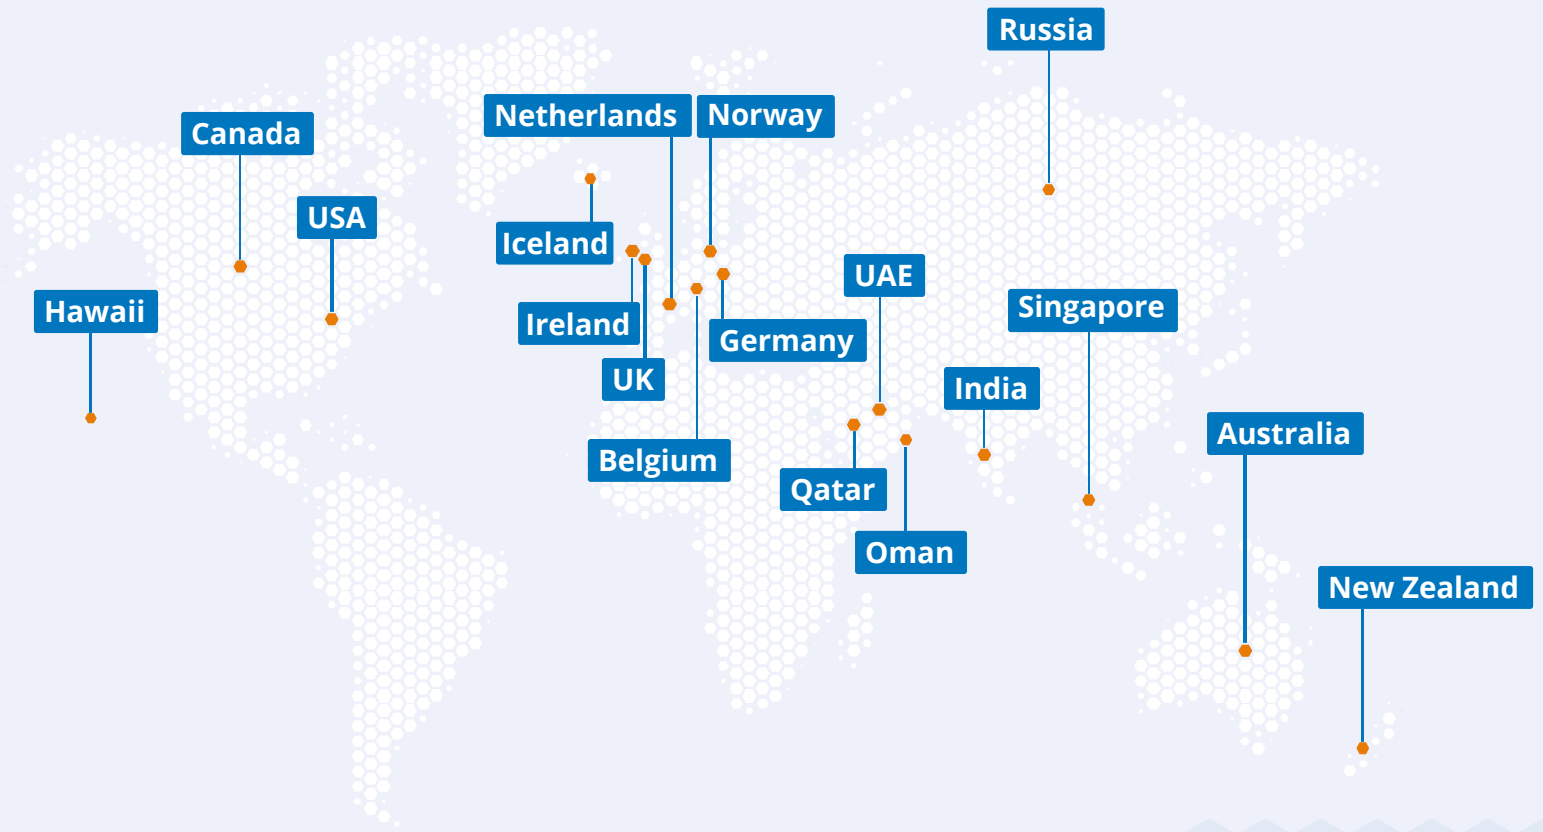 Russia
Netherlands
Norway
Canada
USA
Iceland
UAE
Hawaii
Singapore
Ireland
Germany
UK
India
Australia
Belgium
Qatar
Oman
New Zealand